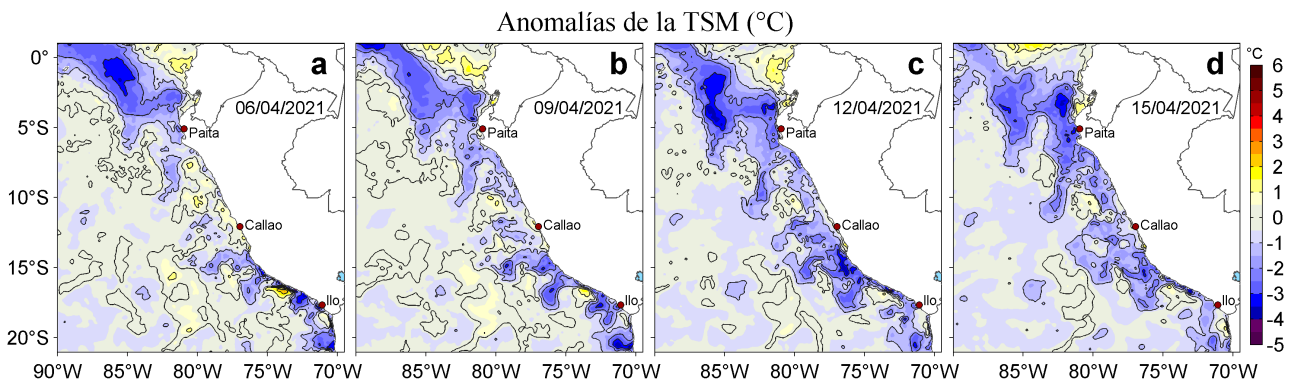 Anomalías de la TSM (°C)
a
b
c
d
°C
06/04/2021
09/04/2021
12/04/2021
15/04/2021
Paita
Paita
Paita
Paita
Callao
Callao
Callao
Callao
Ilo
Ilo
Ilo
Ilo
0°
5°S
10°S
15°S
20°S
90°W 85°W 80°W 75°W 70°W 85°W 80°W 75°W 70°W 85°W 80°W 75°W 70°W 85°W 80°W 75°W 70°W
6
5
4
3
2
1
0
-1
-2
-3
-4
-5